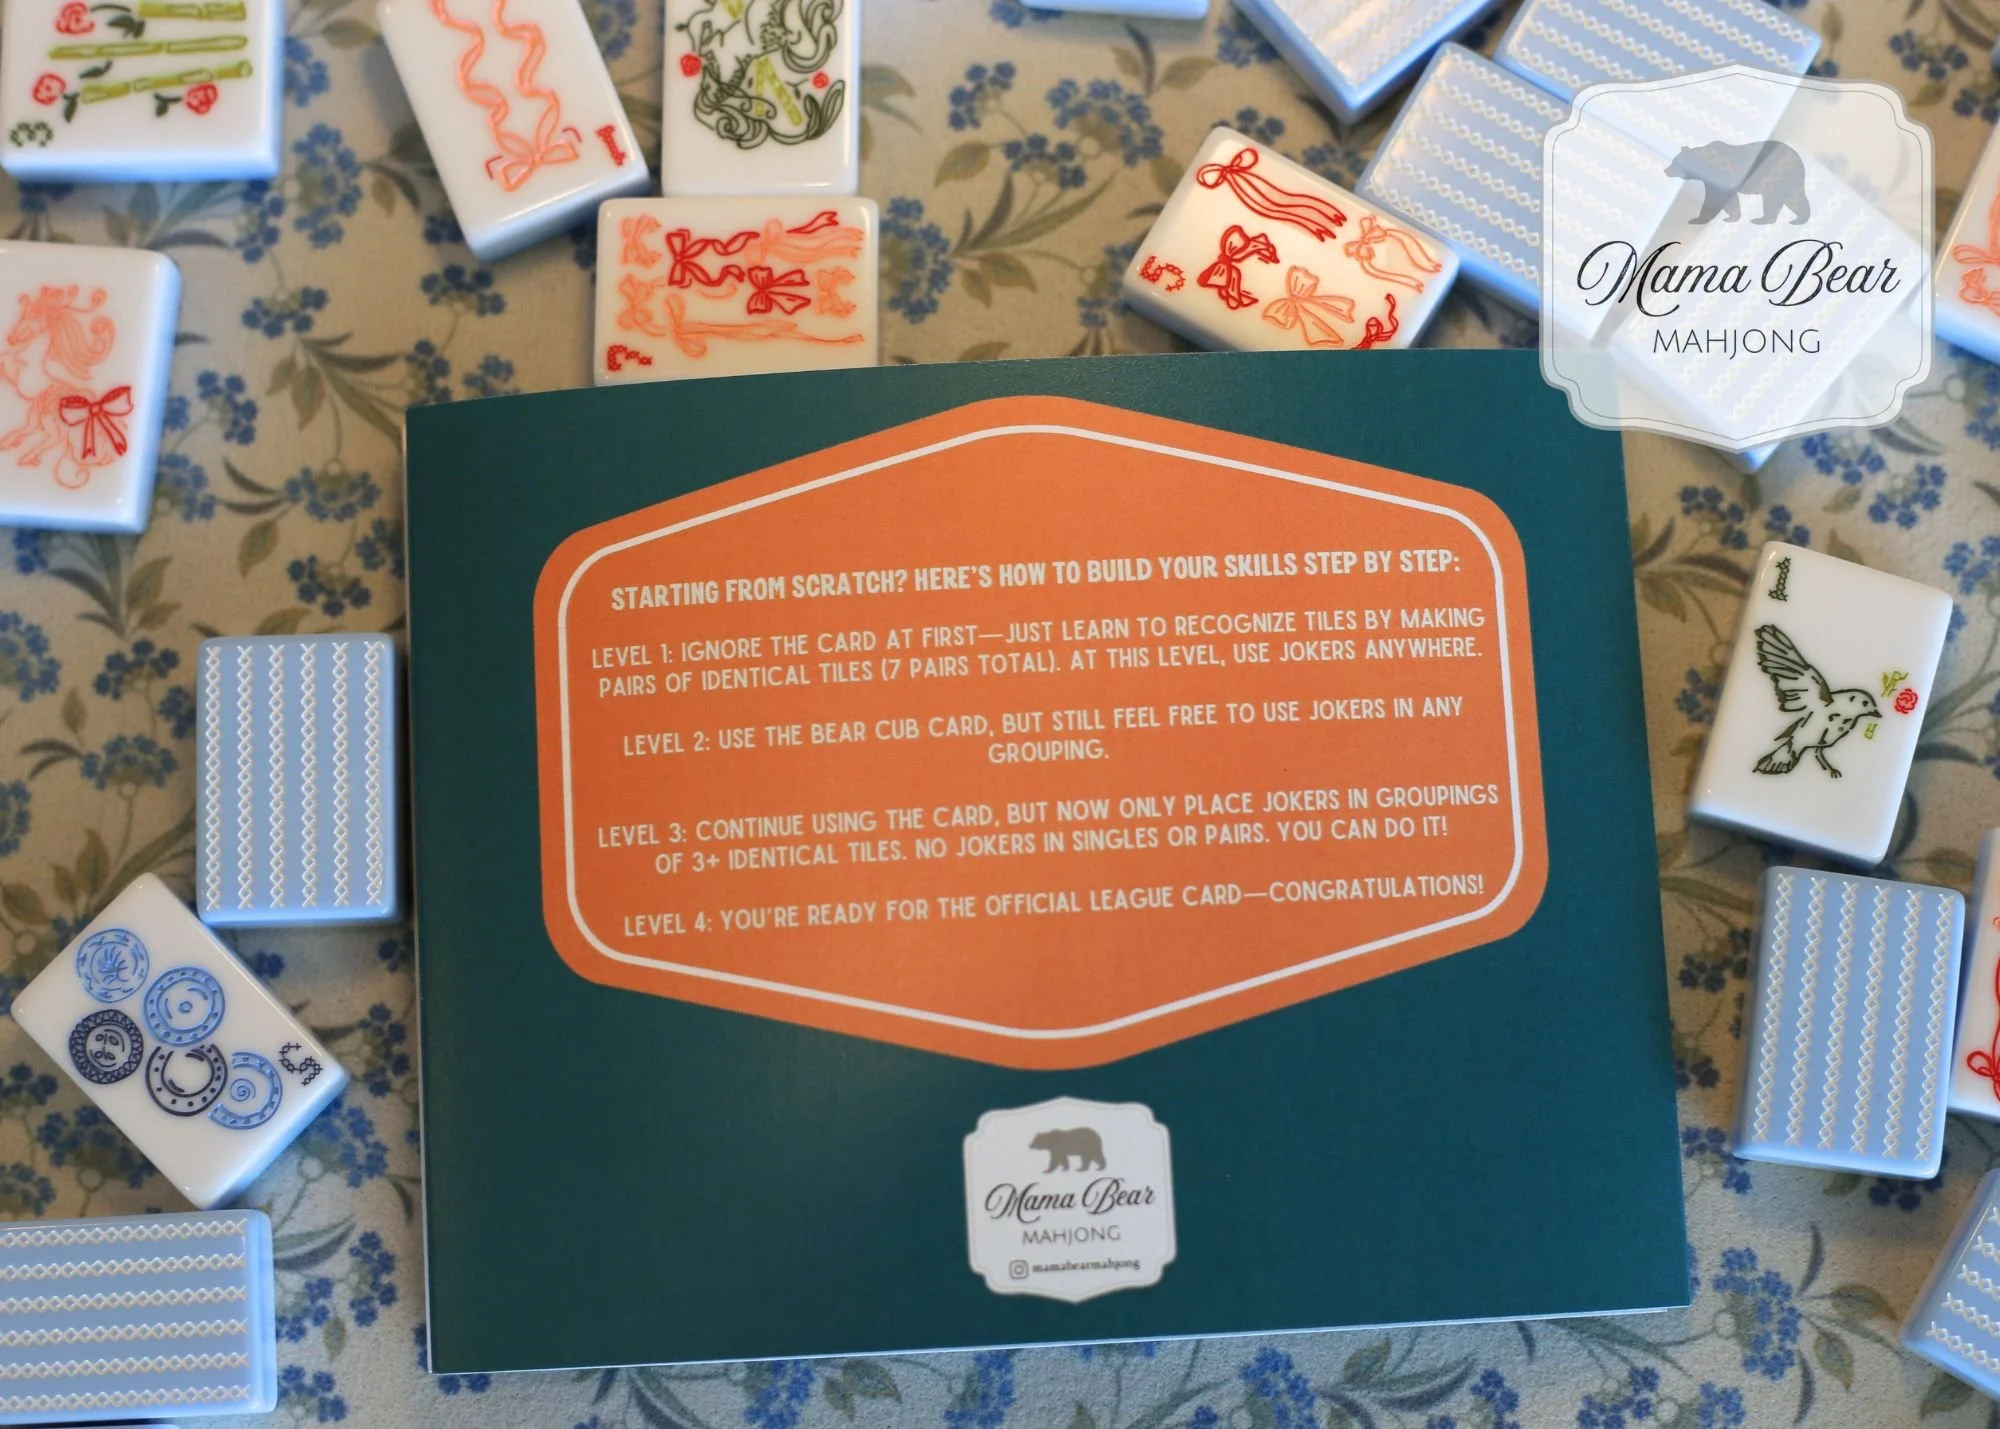 Mama Bear
MAHJONG
STARTING FROM SCRATCH? HERE'S HOW TO BUILD YOUR SKILLS STEP BY STEP:
LEVEL 1: IGNORE THE CARD AT FIRST—JUST LEARN TO RECOGNIZE TILES BY MAKING
PAIRS OF IDENTICAL TILES (7 PAIRS TOTAL). AT THIS LEVEL, USE JOKERS ANYWHERE.
LEVEL 2: USE THE BEAR CUB CARD, BUT STILL FEEL FREE TO USE JOKERS IN ANY
GROUPING.
LEVEL 3: CONTINUE USING THE CARD, BUT NOW ONLY PLACE JOKERS IN GROUPINGS
OF 3+ IDENTICAL TILES. NO JOKERS IN SINGLES OR PAIRS. YOU CAN DO IT!
LEVEL 4: YOU'RE READY FOR THE OFFICIAL LEAGUE CARD—CONGRATULATIONS!
Mama Bear
MAHJONG
mamabearmahjong
3
1
5
5
1